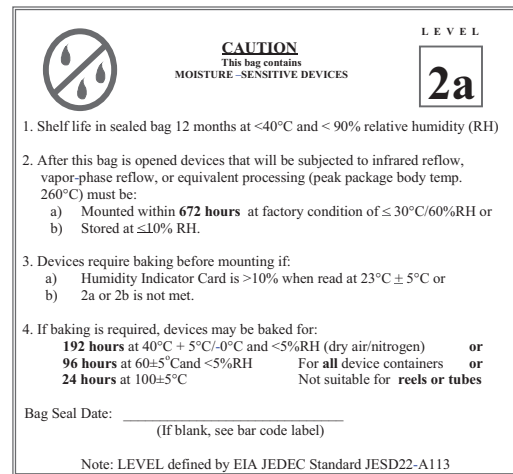 LEVEL
CAUTION
This bag contains
MOISTURE –SENSITIVE DEVICES
2a
1. Shelf life in sealed bag 12 months at <40°C and < 90% relative humidity (RH)
2. After this bag is opened devices that will be subjected to infrared reflow,
vapor-phase reflow, or equivalent processing (peak package body temp.
260°C) must be:
a) Mounted within 672 hours at factory condition of ≤ 30°C/60%RH or
b) Stored at ≤10% RH.
3. Devices require baking before mounting if:
a) Humidity Indicator Card is >10% when read at 23°C ± 5°C or
b) 2a or 2b is not met.
4. If baking is required, devices may be baked for:
192 hours at 40°C + 5°C/-0°C and <5%RH (dry air/nitrogen) or
96 hours at 60±5°Cand <5%RH For all device containers or
24 hours at 100±5°C Not suitable for reels or tubes
Bag Seal Date: ______________________________
(If blank, see bar code label)
Note: LEVEL defined by EIA JEDEC Standard JESD22-A113